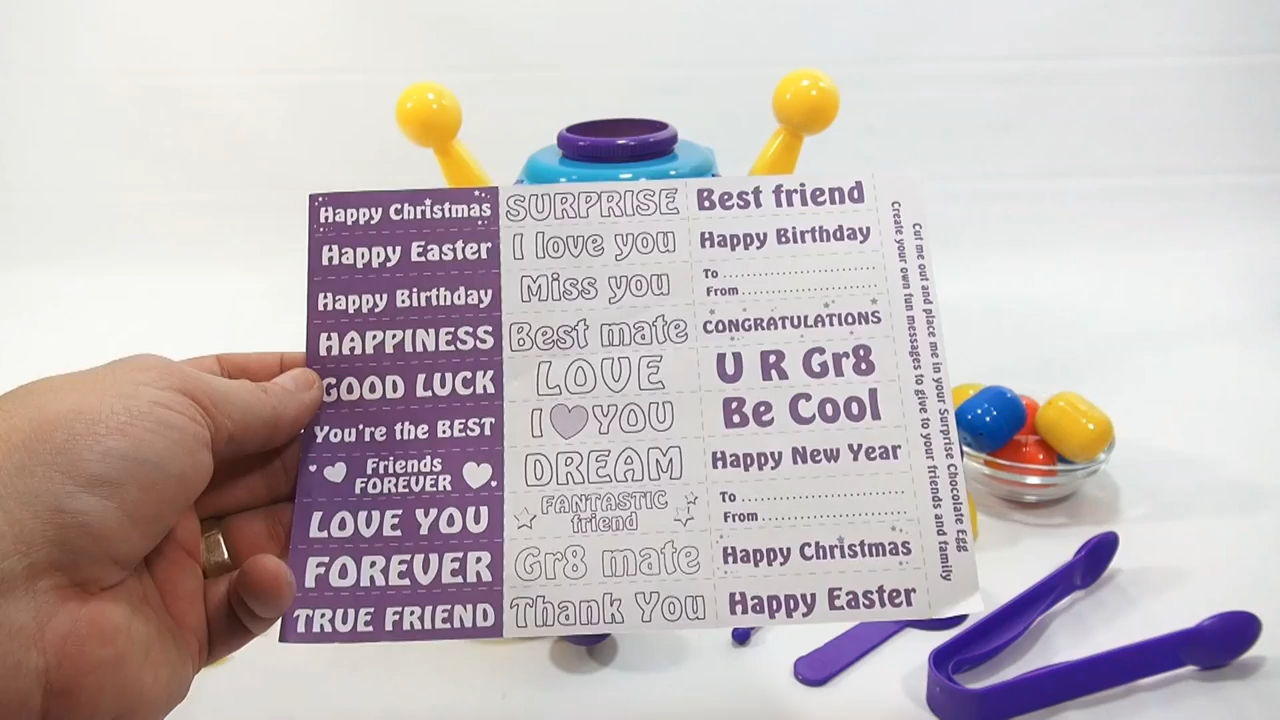 Happy Christmas
Happy Easter
Happy Birthday
HAPPINESS
GOOD LUCK
You're the BEST
Friends
FOREVER
LOVE YOU
FOREVER
TRUE FRIEND
SURPRISE
I love you
Miss you
Best mate
LOVE
I ♥ YOU
DREAM
FANTASTIC
friend
Gr8 mate
Thank You
Best friend
Happy Birthday
To ..............................
From ..............................
CONGRATULATIONS
U R Gr8
Be Cool
Happy New Year
To ..............................
From ..............................
Happy Christmas
Happy Easter
Cut me out and place me in your Surprise Chocolate Egg
Create your own fun messages to give to your friends and family